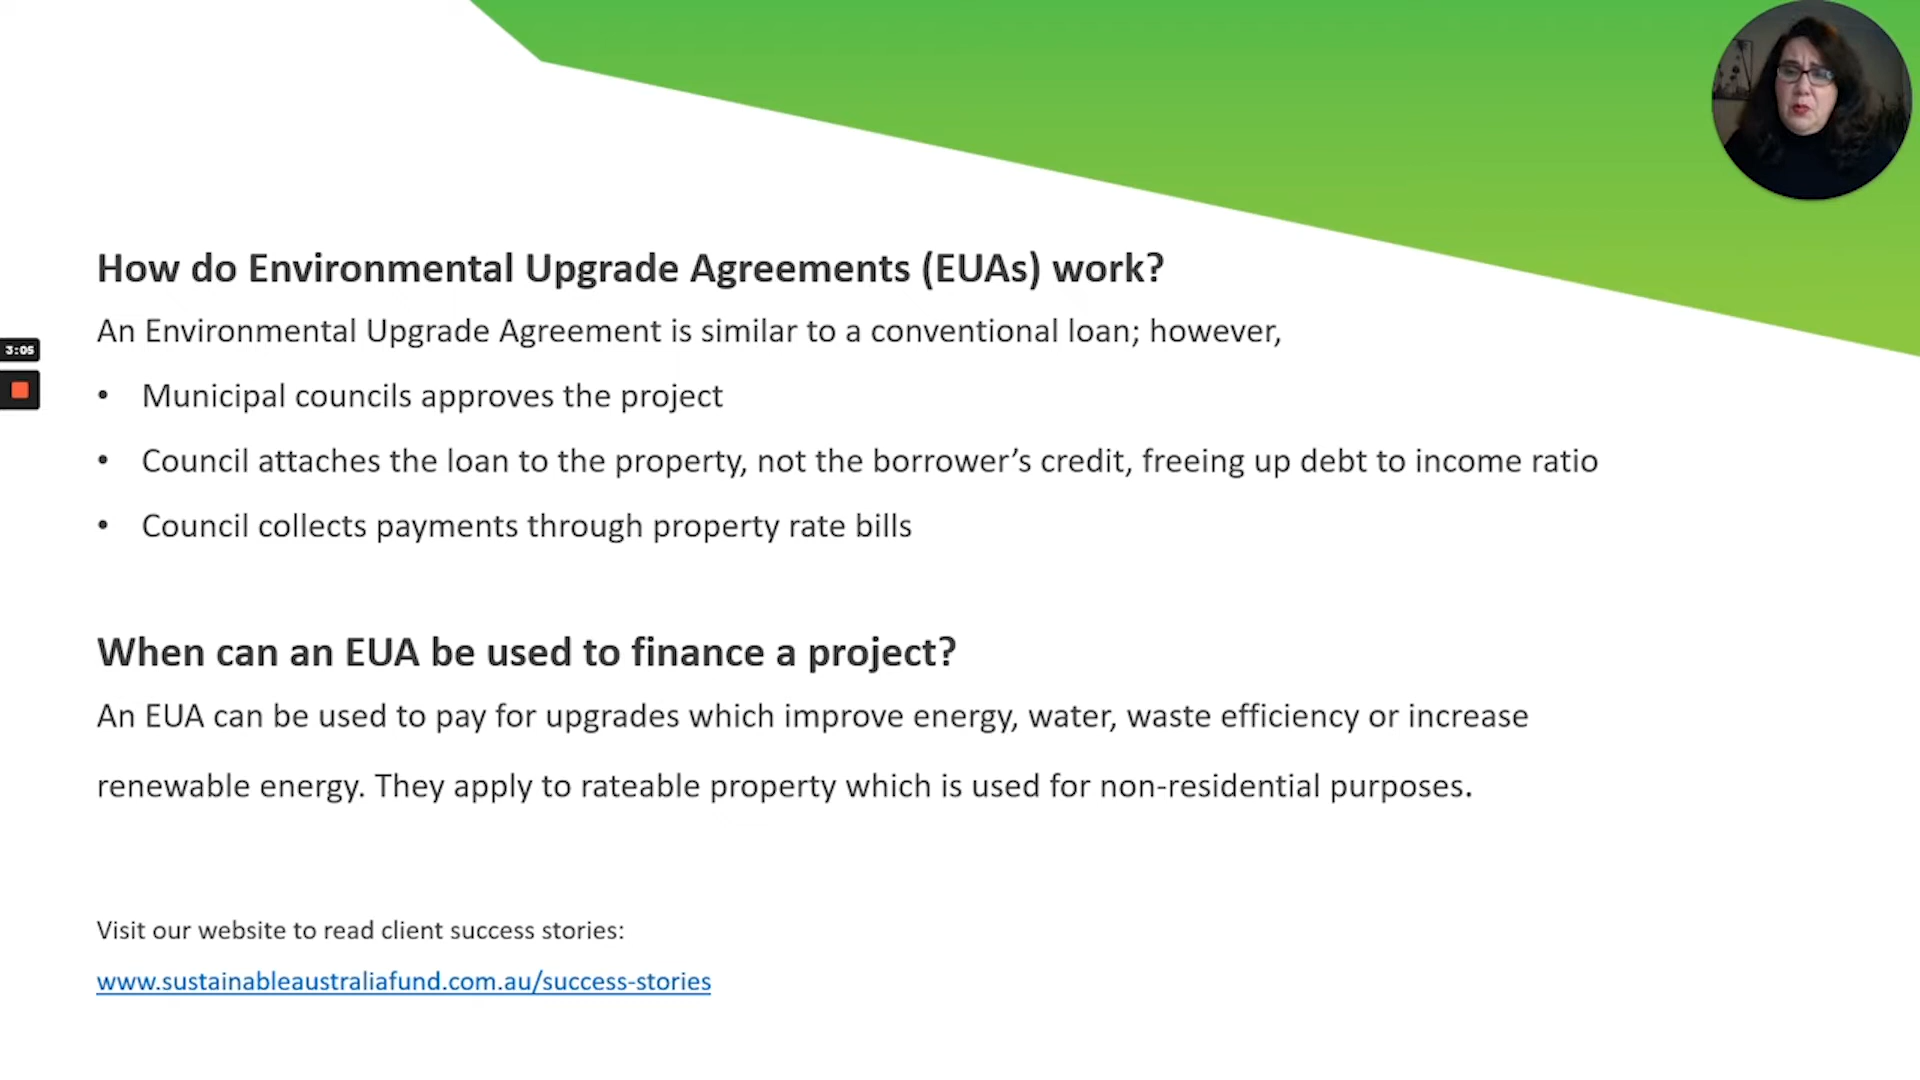 How do Environmental Upgrade Agreements (EUAs) work?
An Environmental Upgrade Agreement is similar to a conventional loan; however,
3:05
• Municipal councils approves the project
• Council attaches the loan to the property, not the borrower’s credit, freeing up debt to income ratio
• Council collects payments through property rate bills
When can an EUA be used to finance a project?
An EUA can be used to pay for upgrades which improve energy, water, waste efficiency or increase
renewable energy. They apply to rateable property which is used for non-residential purposes.
Visit our website to read client success stories:
www.sustainableaustraliafund.com.au/success-stories